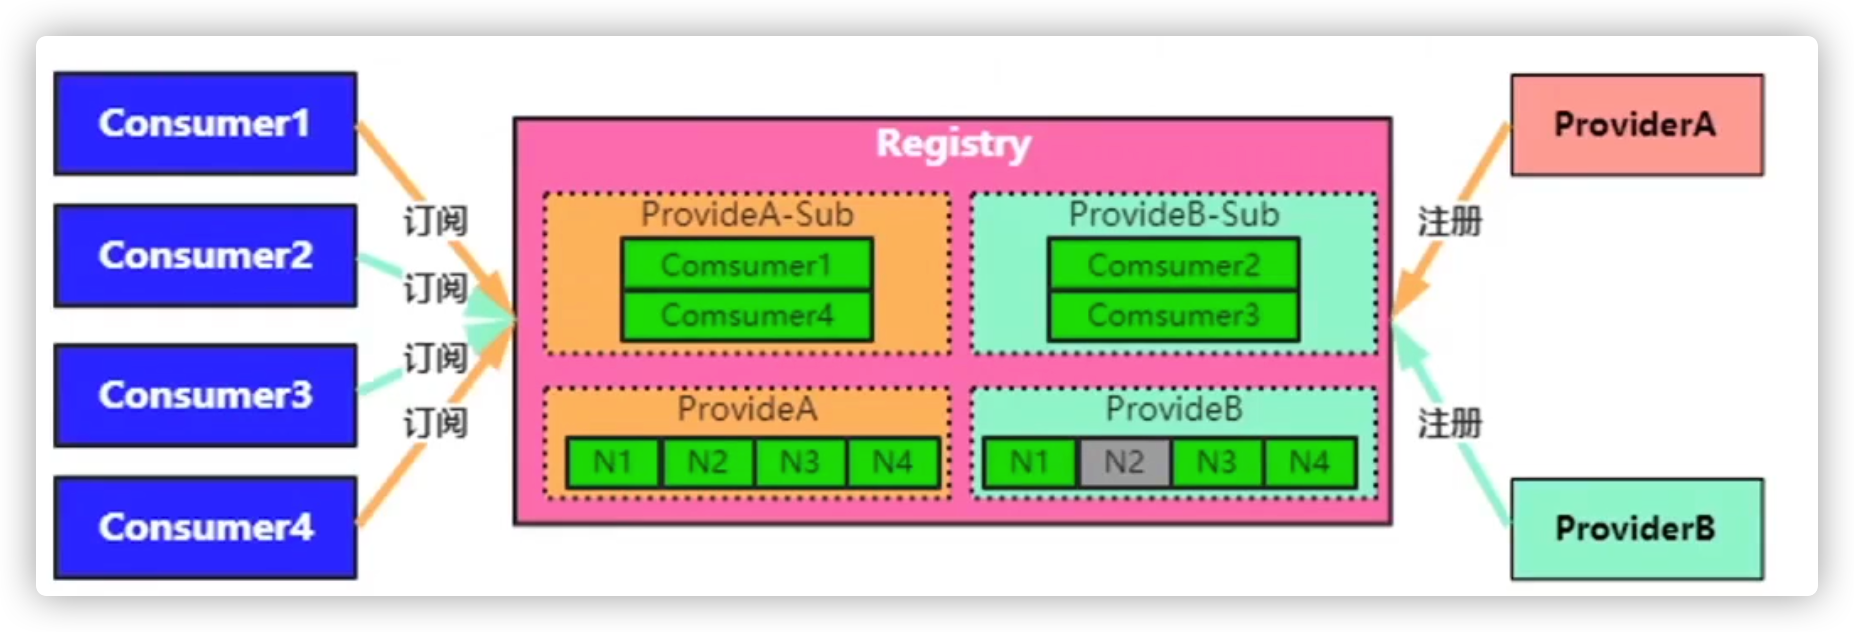 Consumer1
Consumer2
Consumer3
Consumer4
订阅
订阅
订阅
订阅
Registry
ProvideA-Sub
Comsumer1
Comsumer4
ProvideB-Sub
Comsumer2
Comsumer3
ProvideA
N1 N2 N3 N4
ProvideB
N1 N2 N3 N4
注册
注册
ProviderA
ProviderB